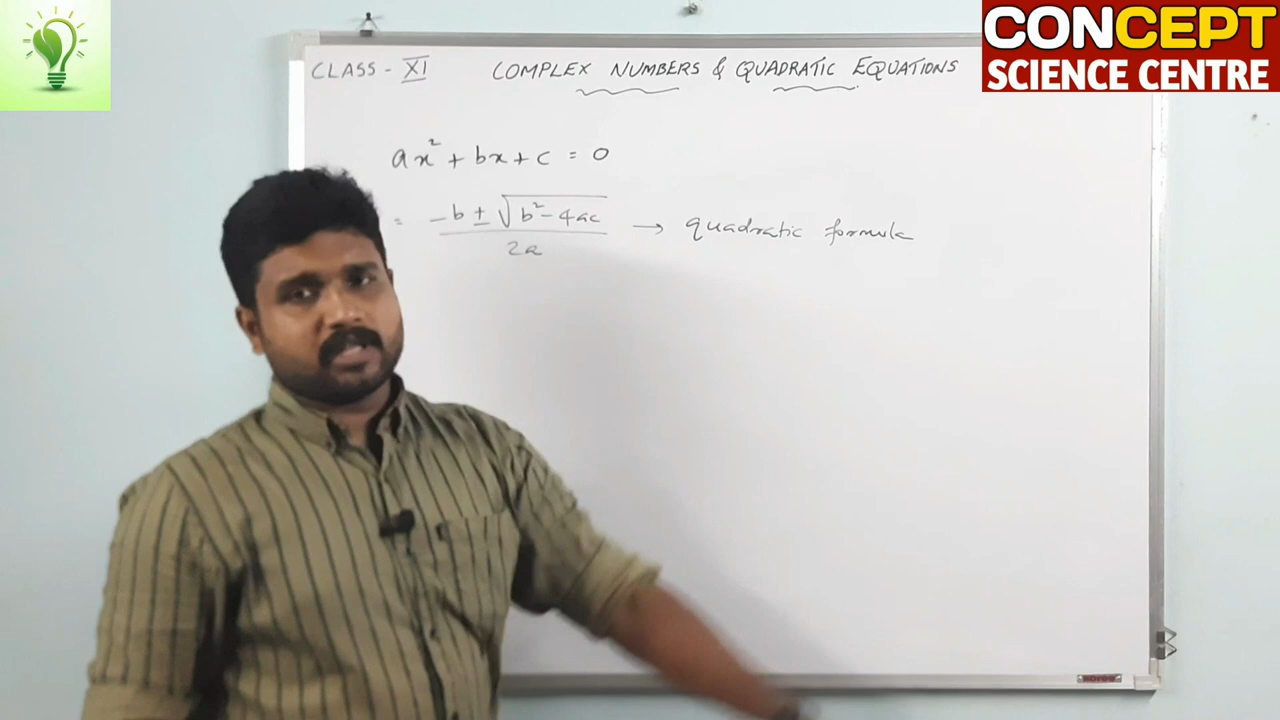 CONCEPT
SCIENCE CENTRE
CLASS - XI COMPLEX NUMBERS & QUADRATIC EQUATIONS
ax² + bx + c = 0
= -b ± √b² - 4ac / 2a → quadratic formula